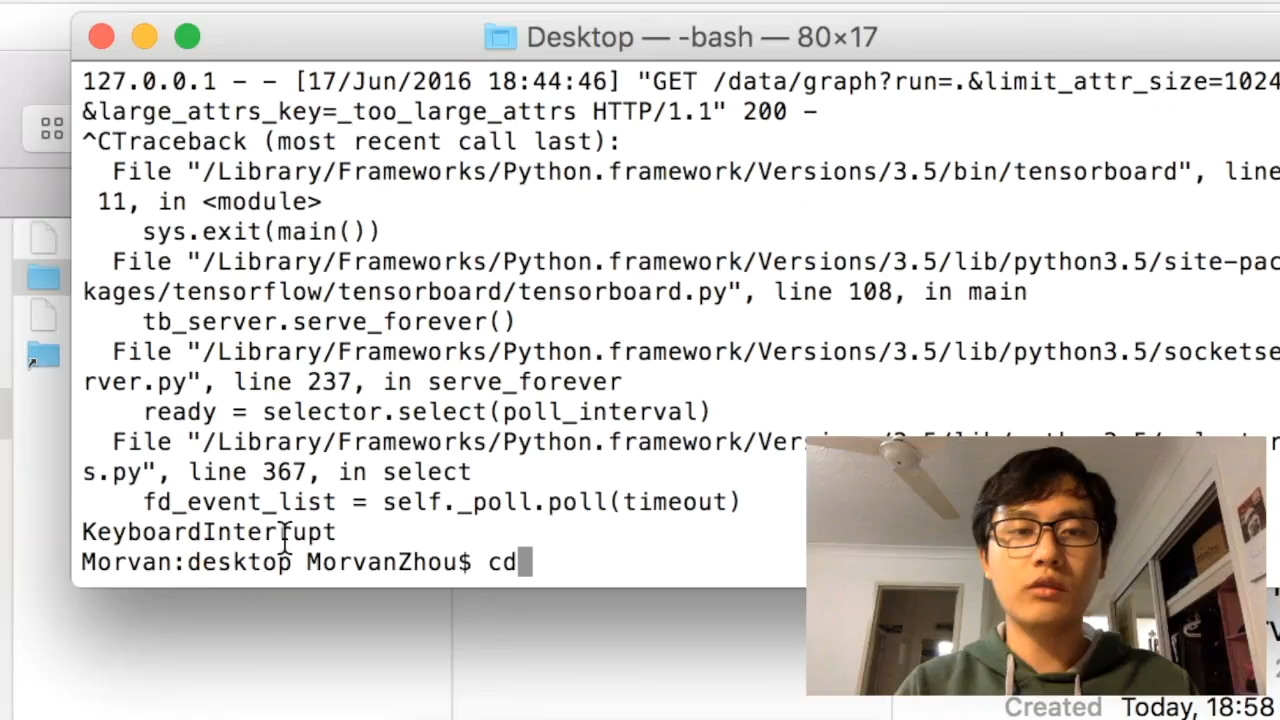 Desktop — -bash — 80×17
127.0.0.1 - - [17/Jun/2016 18:44:46] "GET /data/graph?run=.&limit_attr_size=1024
&large_attrs_key=_too_large_attrs HTTP/1.1" 200 -
^CTraceback (most recent call last):
  File "/Library/Frameworks/Python.framework/Versions/3.5/bin/tensorboard", line
 11, in <module>
    sys.exit(main())
  File "/Library/Frameworks/Python.framework/Versions/3.5/lib/python3.5/site-pac
kages/tensorflow/tensorboard/tensorboard.py", line 108, in main
    tb_server.serve_forever()
  File "/Library/Frameworks/Python.framework/Versions/3.5/lib/python3.5/socketse
rver.py", line 237, in serve_forever
    ready = selector.select(poll_interval)
  File "/Library/Frameworks/Python.framework/
s.py", line 367, in select
    fd_event_list = self._poll.poll(timeout)
KeyboardInterrupt
Morvan:desktop MorvanZhou$ cd
Created Today, 18:58